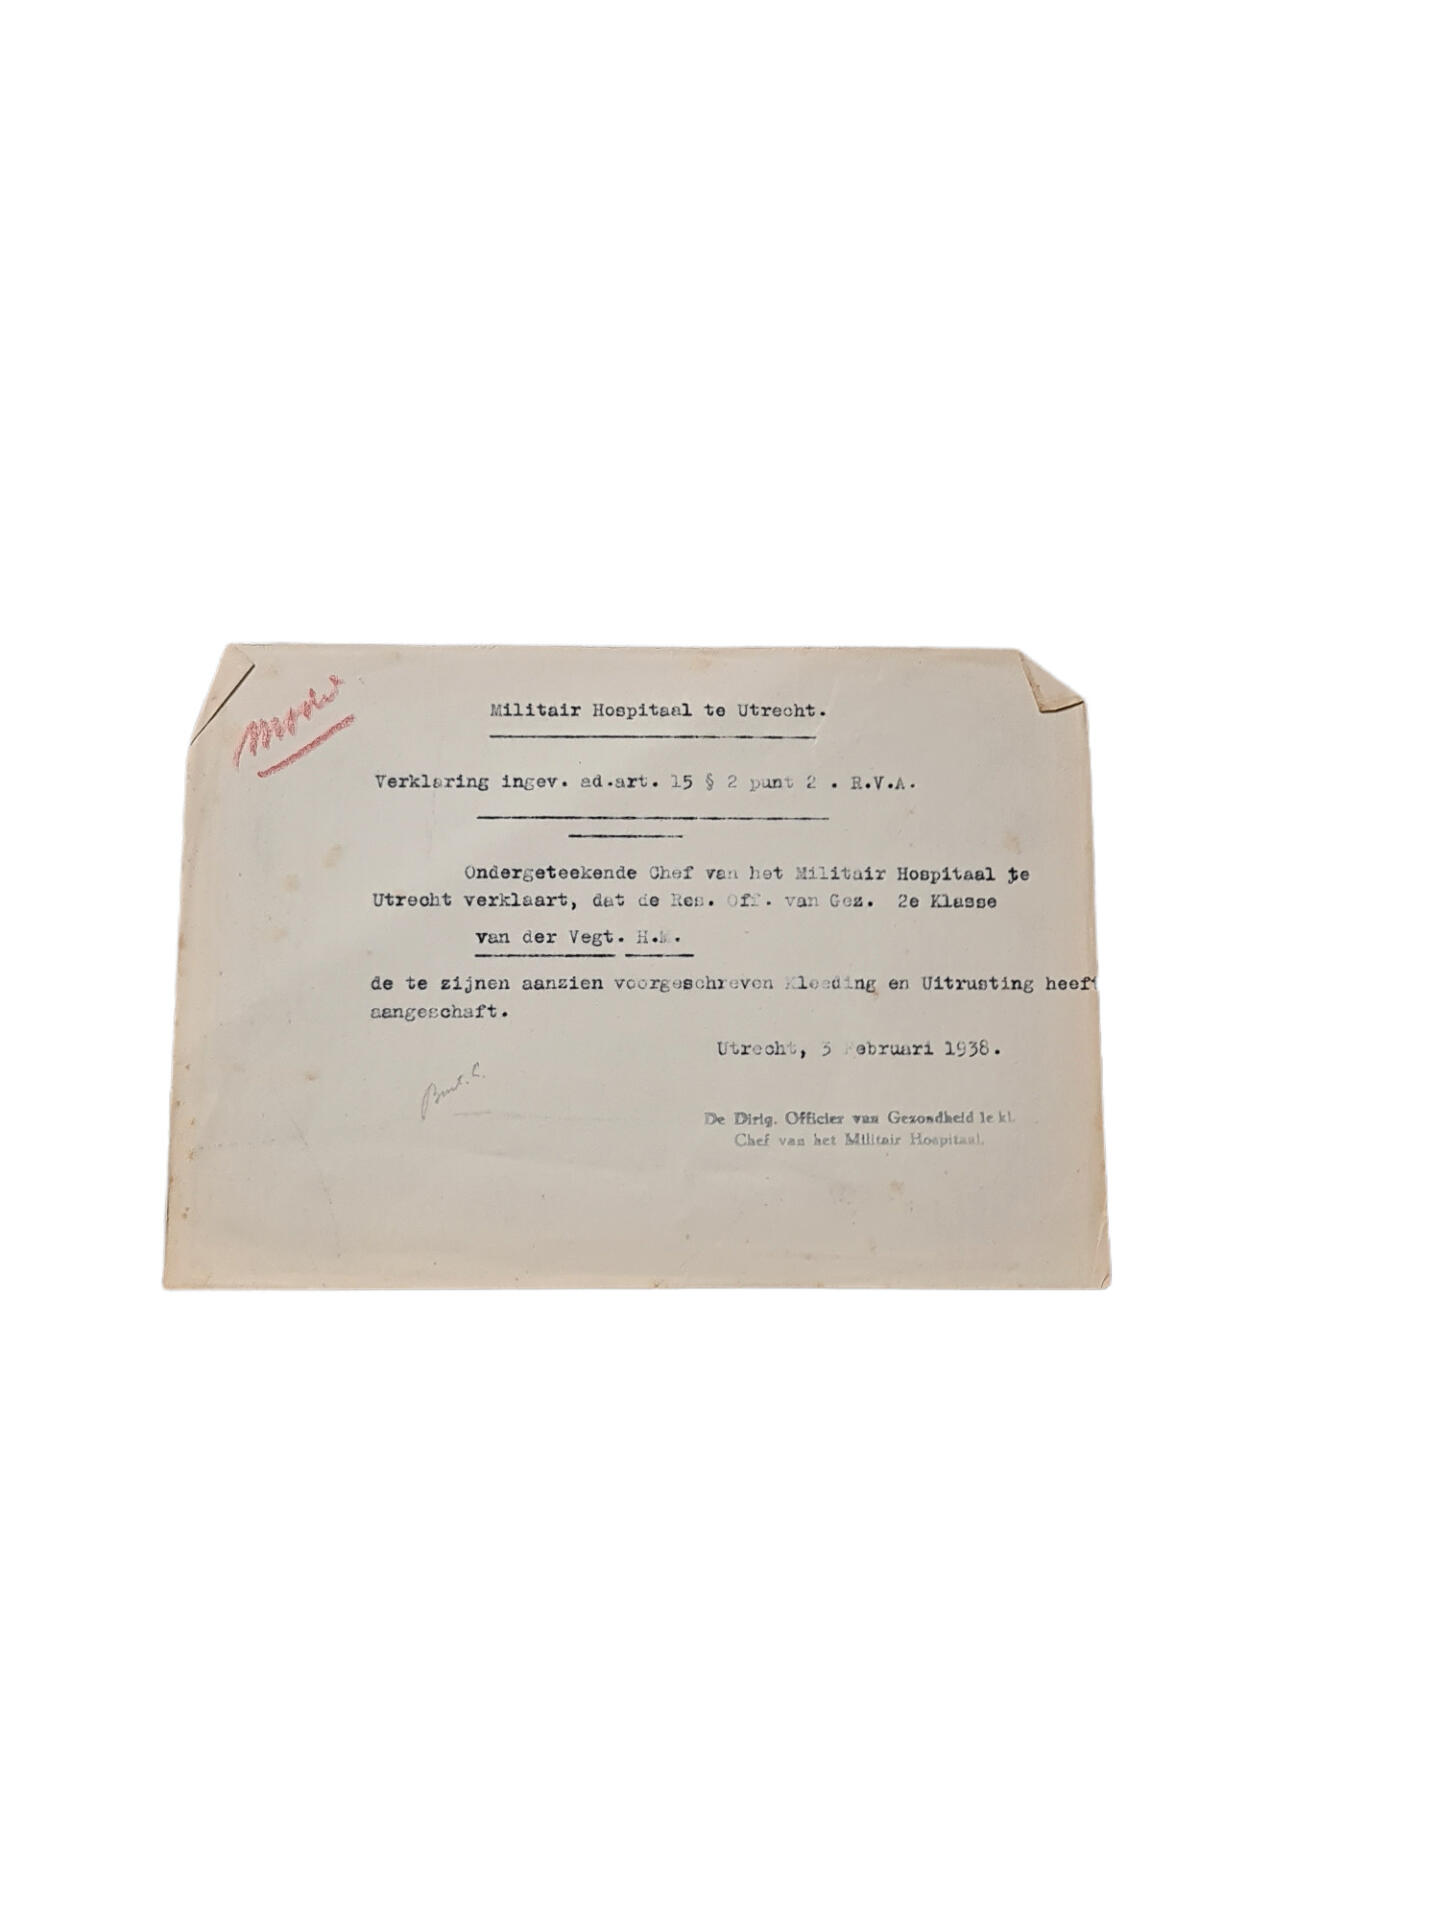 Model
Militair Hospitaal te Utrecht.
Verklaring ingev. ad.art. 15 § 2 punt 2 . R.V.A.
Ondergeteekende Chef van het Militair Hospitaal te
Utrecht verklaart, dat de Res. Off. van Gez. 2e Klasse
van der Vegt. H.M.
de te zijnen aanzien voorgeschreven Kleeding en Uitrusting heeft
aangeschaft.
Utrecht, 3 Februari 1938.
De Dirig. Officier van Gezondheid 1e kl.
Chef van het Militair Hospitaal.